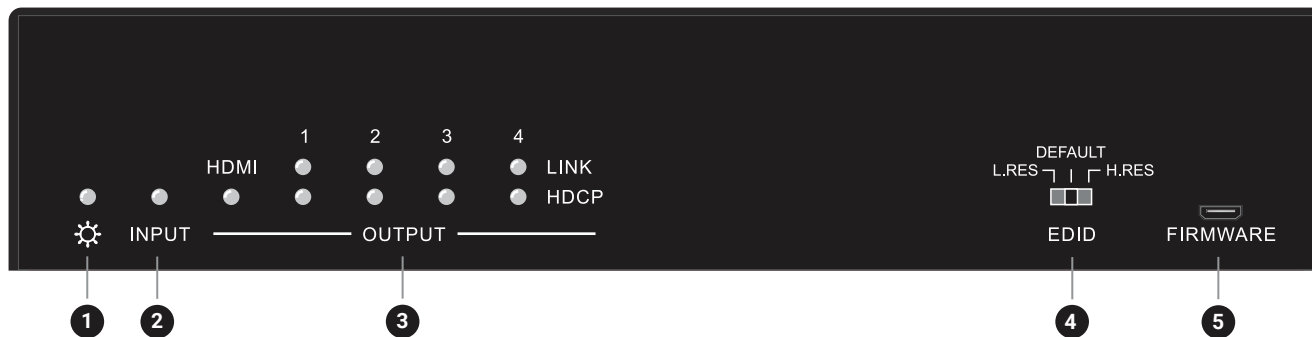 1 2 3 4
HDMI LINK
HDCP
INPUT OUTPUT
DEFAULT
L.RES H.RES
EDID FIRMWARE
1 2 3 4 5